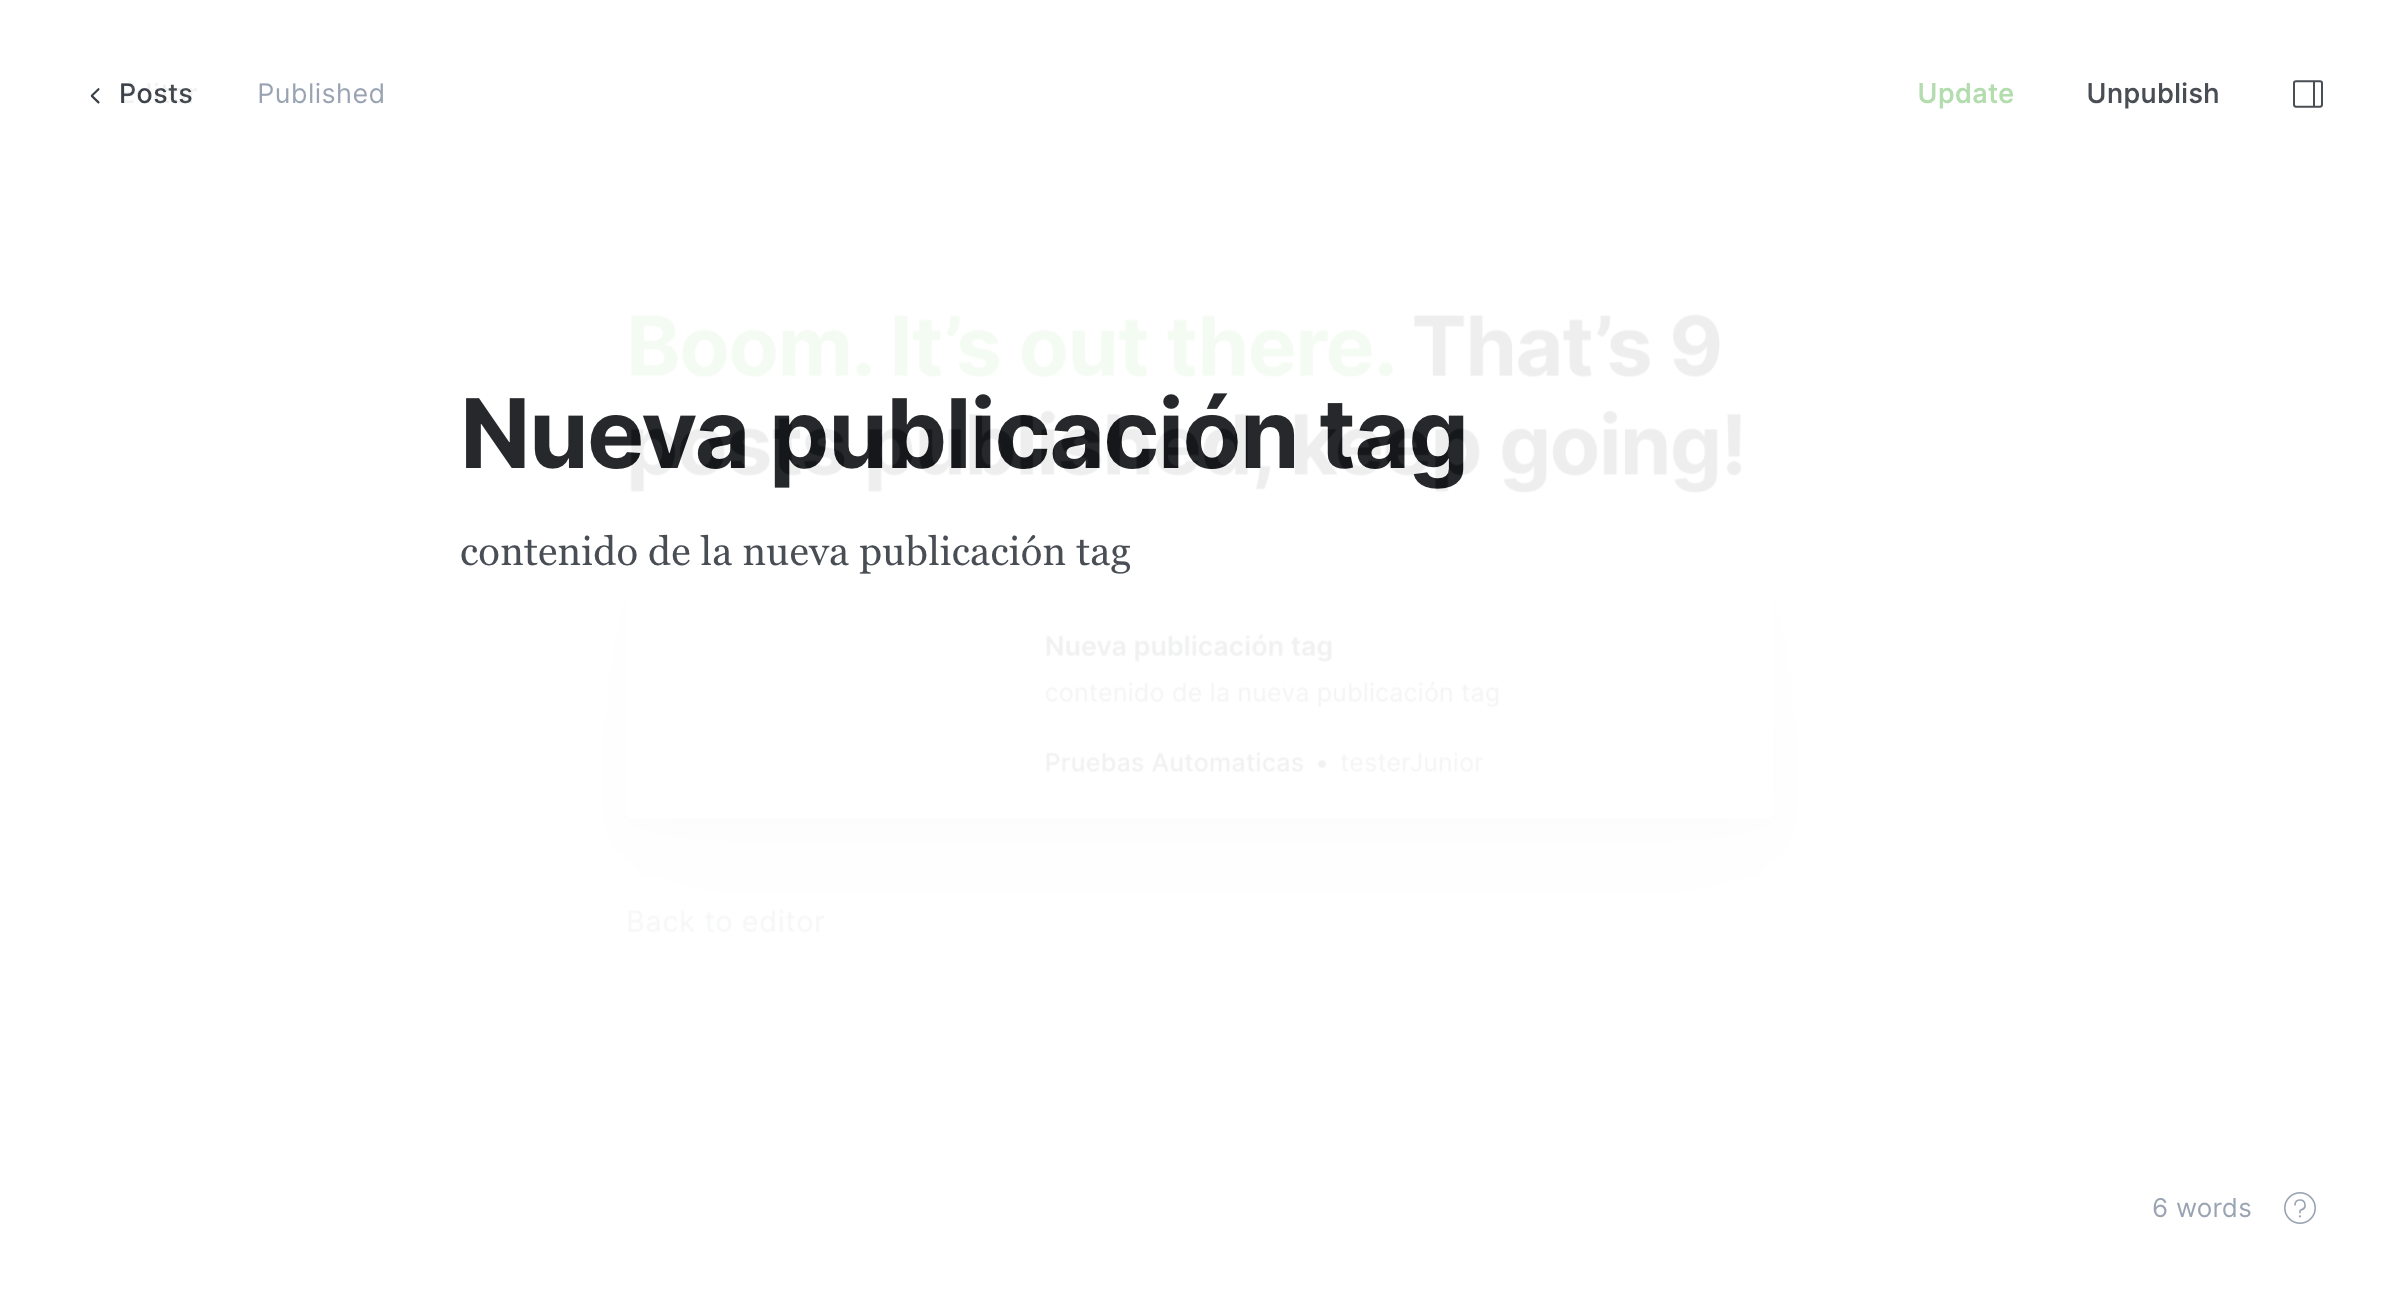 Posts Published Update Unpublish
Boom. It’s out there. That’s 9
posts published, keep going!
Nueva publicación tag
contenido de la nueva publicación tag
Nueva publicación tag
contenido de la nueva publicación tag
Pruebas Automaticas • testerJunior
Back to editor
6 words ?